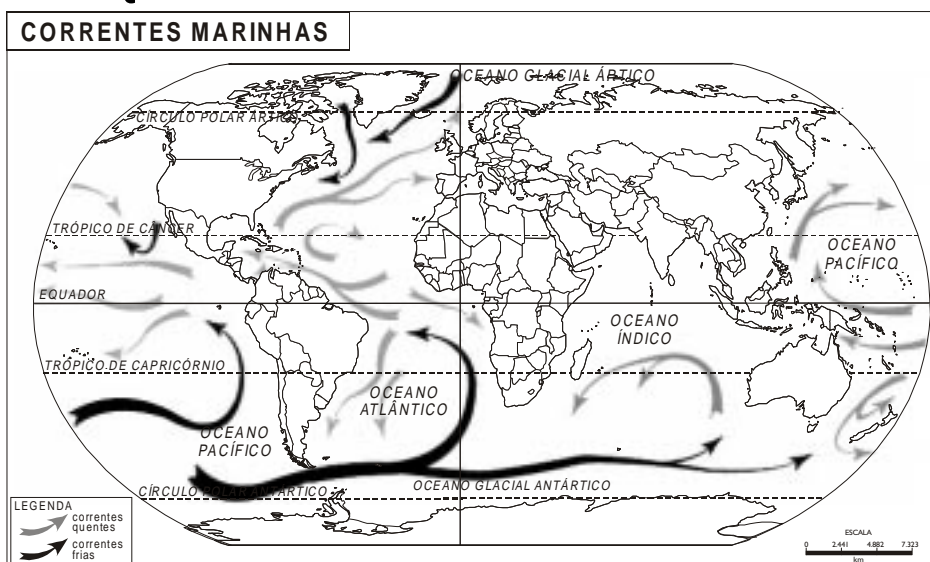 CORRENTES MARINHAS
OCEANO GLACIAL ÁRTICO
CÍRCULO POLAR ÁRTICO
TRÓPICO DE CÂNCER
OCEANO
PACÍFICO
EQUADOR
OCEANO
ÍNDICO
TRÓPICO DE CAPRICÓRNIO
OCEANO
ATLÂNTICO
OCEANO
PACÍFICO
OCEANO GLACIAL ANTÁRTICO
CÍRCULO POLAR ANTÁRTICO
LEGENDA
correntes
quentes
correntes
frias
ESCALA
0 2.441 4.882 7.323
km